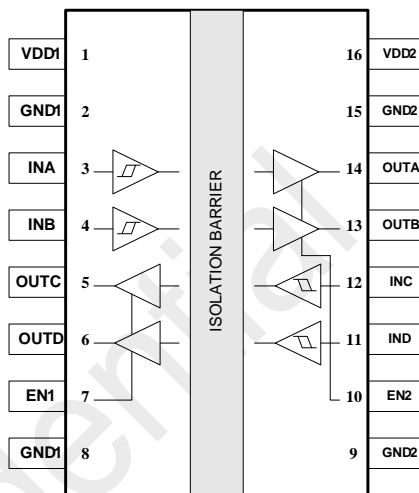 VDD1 1 16 VDD2
GND1 2 15 GND2
INA 3 14 OUTA
INB 4 13 OUTB
OUTC 5 12 INC
OUTD 6 11 IND
EN1 7 10 EN2
GND1 8 9 GND2
ISOLATION BARRIER